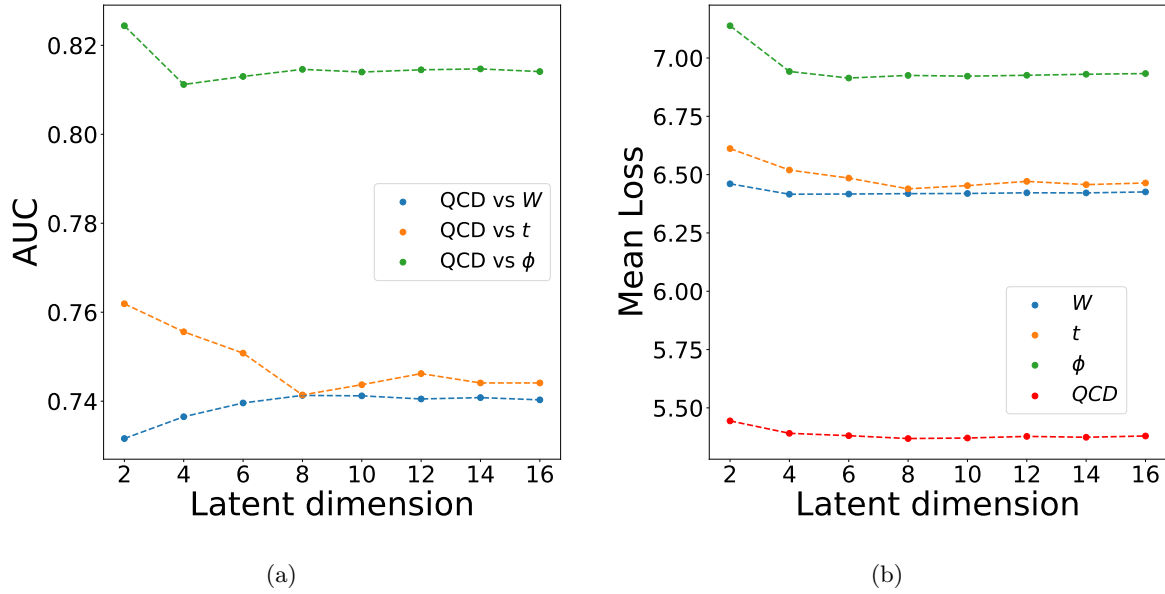 AUC
0.82
0.80
0.78
0.76
0.74
QCD vs W
QCD vs t
QCD vs ϕ
2 4 6 8 10 12 14 16
Latent dimension
(a)
Mean Loss
7.00
6.75
6.50
6.25
6.00
5.75
5.50
W
t
ϕ
QCD
2 4 6 8 10 12 14 16
Latent dimension
(b)